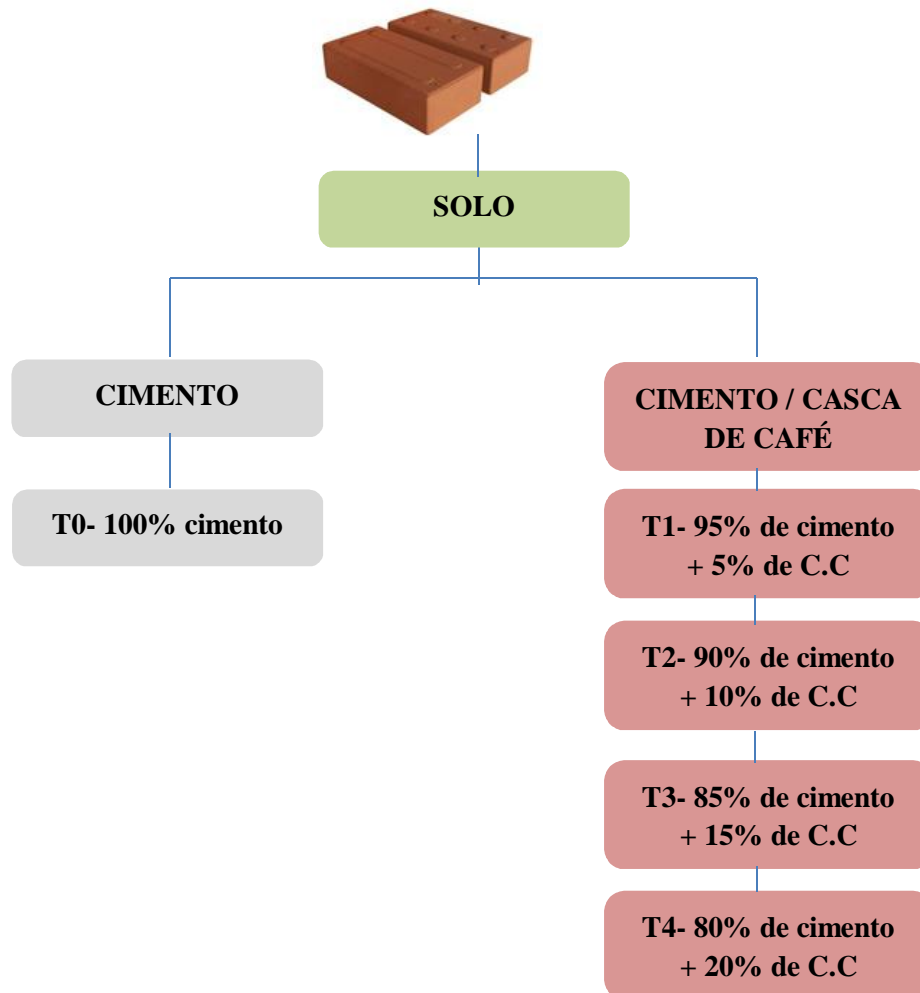 SOLO
CIMENTO
T0- 100% cimento
CIMENTO / CASCA
DE CAFÉ
T1- 95% de cimento
+ 5% de C.C
T2- 90% de cimento
+ 10% de C.C
T3- 85% de cimento
+ 15% de C.C
T4- 80% de cimento
+ 20% de C.C